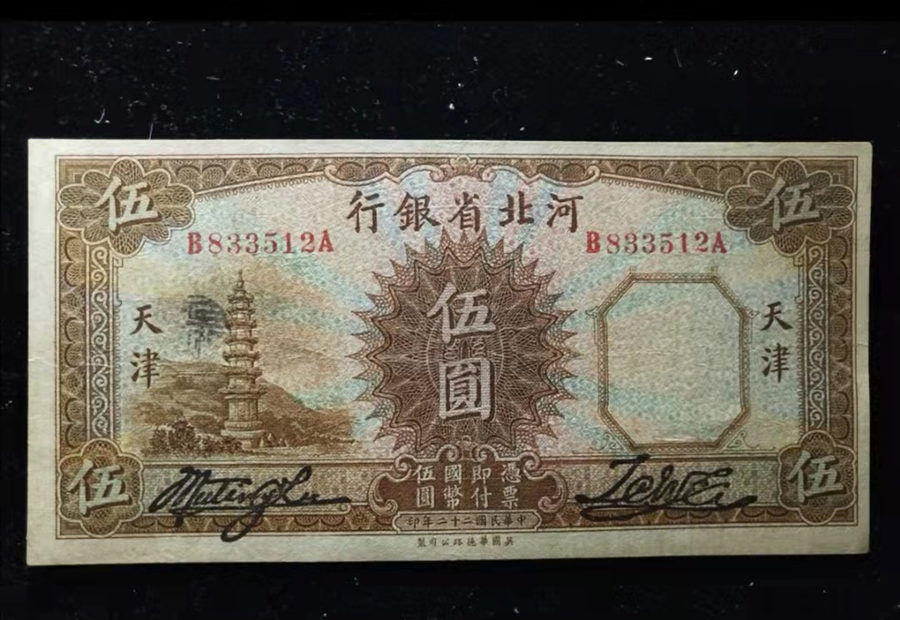 伍
伍
河北省銀行
B833512A
B833512A
天津
天津
伍圓
伍
伍
憑票
即付
國幣
伍圓
中華民國二十二年印
英國華德路公司製